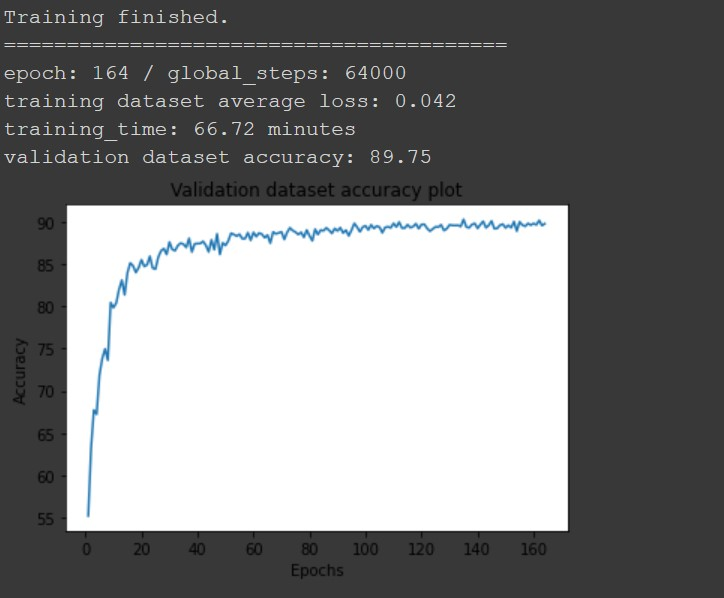 Training finished.
========================================
epoch: 164 / global_steps: 64000
training dataset average loss: 0.042
training_time: 66.72 minutes
validation dataset accuracy: 89.75
Validation dataset accuracy plot
90
85
80
75
70
65
60
55
Accuracy
0 20 40 60 80 100 120 140 160
Epochs